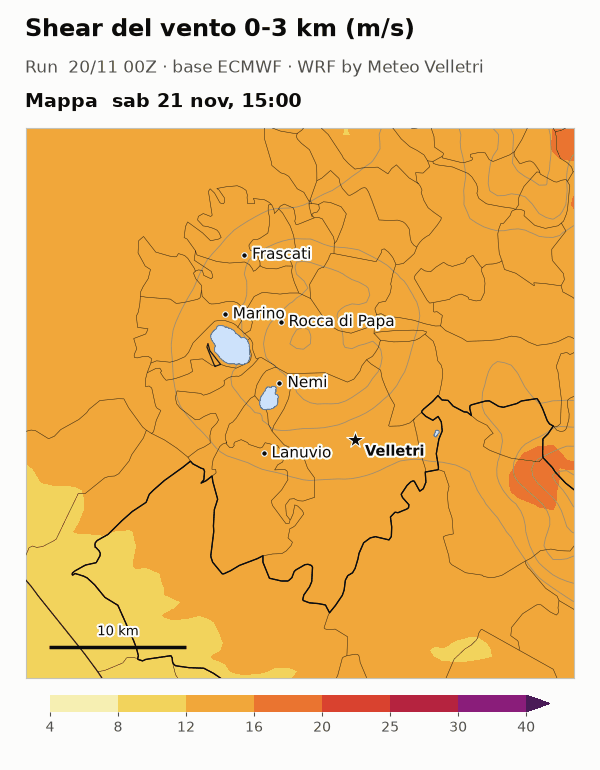 Shear del vento 0-3 km (m/s)
Run  20/11 00Z · base ECMWF · WRF by Meteo Velletri
Mappa  sab 21 nov, 15:00
Frascati
Marino
Rocca di Papa
Nemi
Velletri
Lanuvio
10 km
4 8 12 16 20 25 30 40